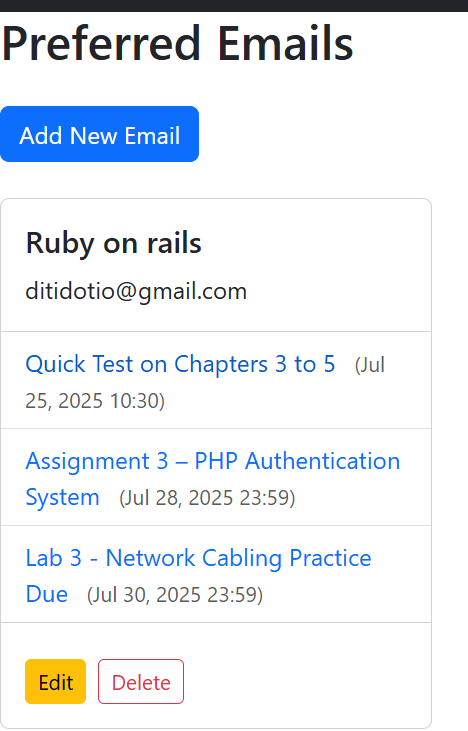 Preferred Emails
Add New Email
Ruby on rails
ditidotio@gmail.com
Quick Test on Chapters 3 to 5 (Jul
25, 2025 10:30)
Assignment 3 – PHP Authentication
System (Jul 28, 2025 23:59)
Lab 3 - Network Cabling Practice
Due (Jul 30, 2025 23:59)
Edit Delete